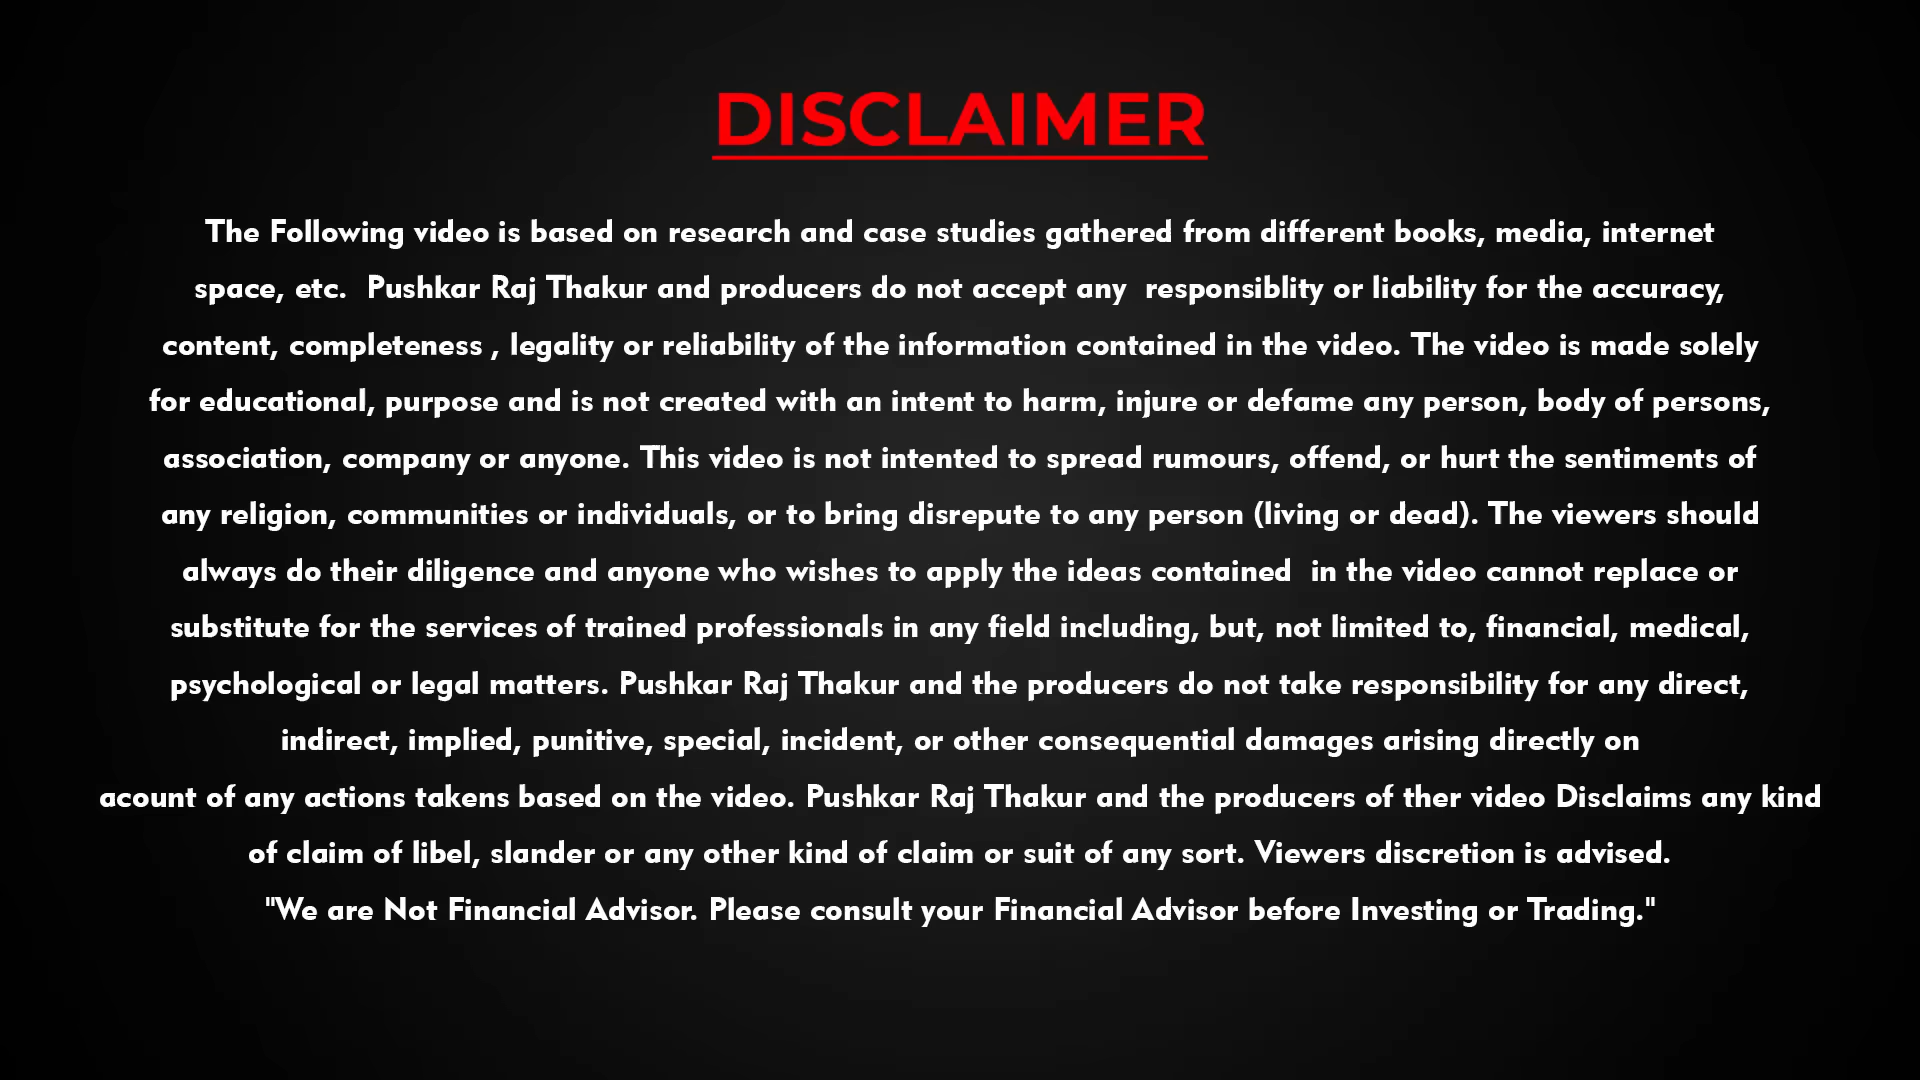 DISCLAIMER
The Following video is based on research and case studies gathered from different books, media, internet
space, etc.  Pushkar Raj Thakur and producers do not accept any  responsiblity or liability for the accuracy,
content, completeness , legality or reliability of the information contained in the video. The video is made solely
for educational, purpose and is not created with an intent to harm, injure or defame any person, body of persons,
association, company or anyone. This video is not intented to spread rumours, offend, or hurt the sentiments of
any religion, communities or individuals, or to bring disrepute to any person (living or dead). The viewers should
always do their diligence and anyone who wishes to apply the ideas contained  in the video cannot replace or
substitute for the services of trained professionals in any field including, but, not limited to, financial, medical,
psychological or legal matters. Pushkar Raj Thakur and the producers do not take responsibility for any direct,
indirect, implied, punitive, special, incident, or other consequential damages arising directly on
acount of any actions takens based on the video. Pushkar Raj Thakur and the producers of ther video Disclaims any kind
of claim of libel, slander or any other kind of claim or suit of any sort. Viewers discretion is advised.
"We are Not Financial Advisor. Please consult your Financial Advisor before Investing or Trading."